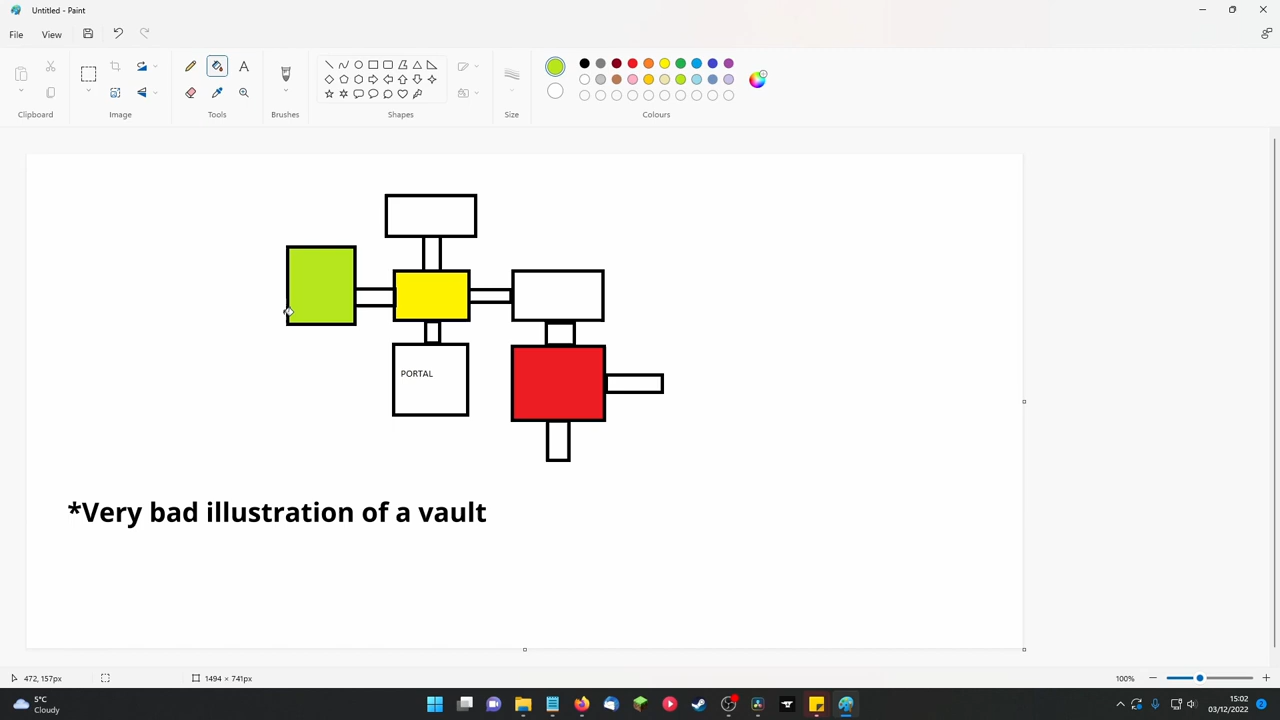 Untitled - Paint
File View
Clipboard Image Tools Brushes Shapes Size Colours
PORTAL
*Very bad illustration of a vault
472, 157px 1494 × 741px 100%
5°C
Cloudy
15:02
03/12/2022
2